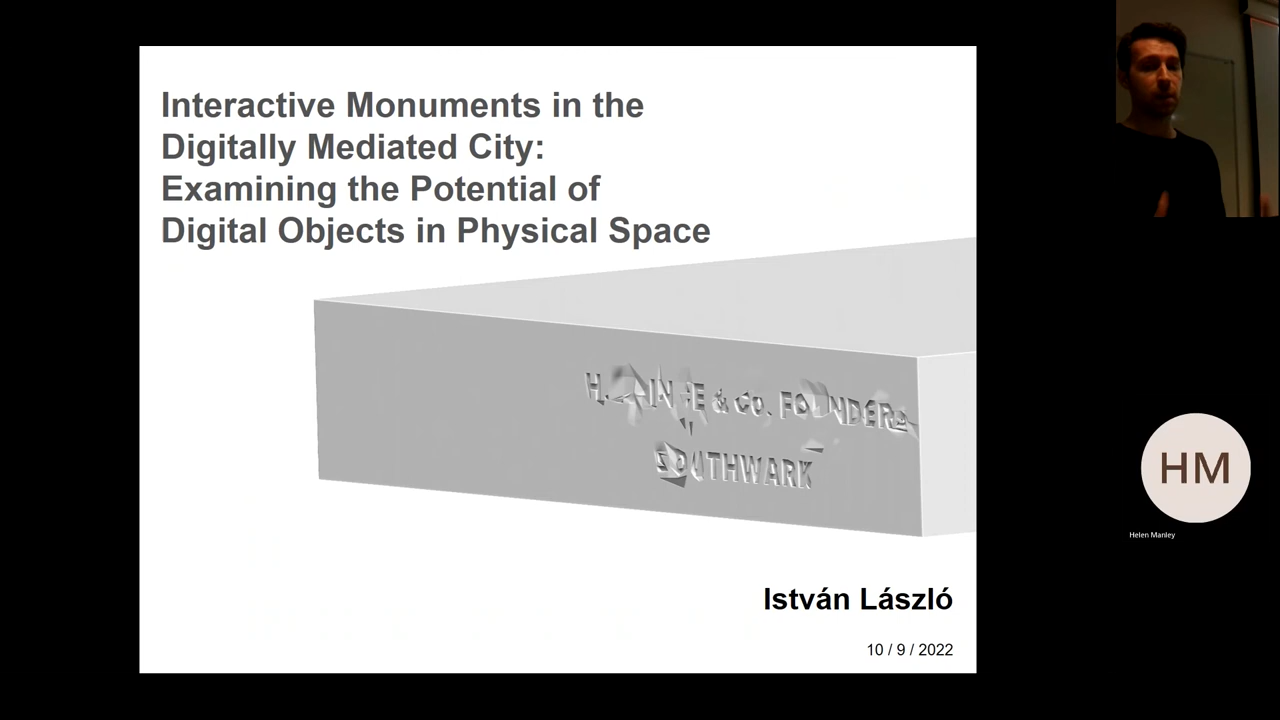 Interactive Monuments in the
Digitally Mediated City:
Examining the Potential of
Digital Objects in Physical Space
& CO.
SOUTHWARK
István László
10 / 9 / 2022
HM
Helen Manley